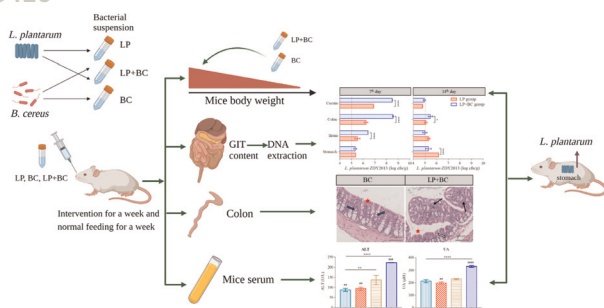 Bacterial
suspension
L. plantarum
LP
LP+BC
B. cereus
BC
LP, BC, LP+BC
Intervention for a week and
normal feeding for a week
LP+BC
BC
Mice body weight
GIT
content
DNA
extraction
Colon
Mice serum
7th day
14th day
LP group
LP+BC group
Cecum
Colon
Ileum
Stomach
BC
LP+BC
ALT
UA
L. plantarum
stomach